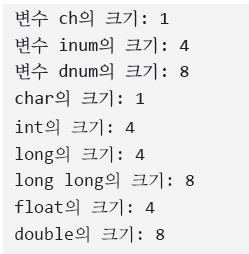 변수 ch의 크기: 1
변수 inum의 크기: 4
변수 dnum의 크기: 8
char의 크기: 1
int의 크기: 4
long의 크기: 4
long long의 크기: 8
float의 크기: 4
double의 크기: 8